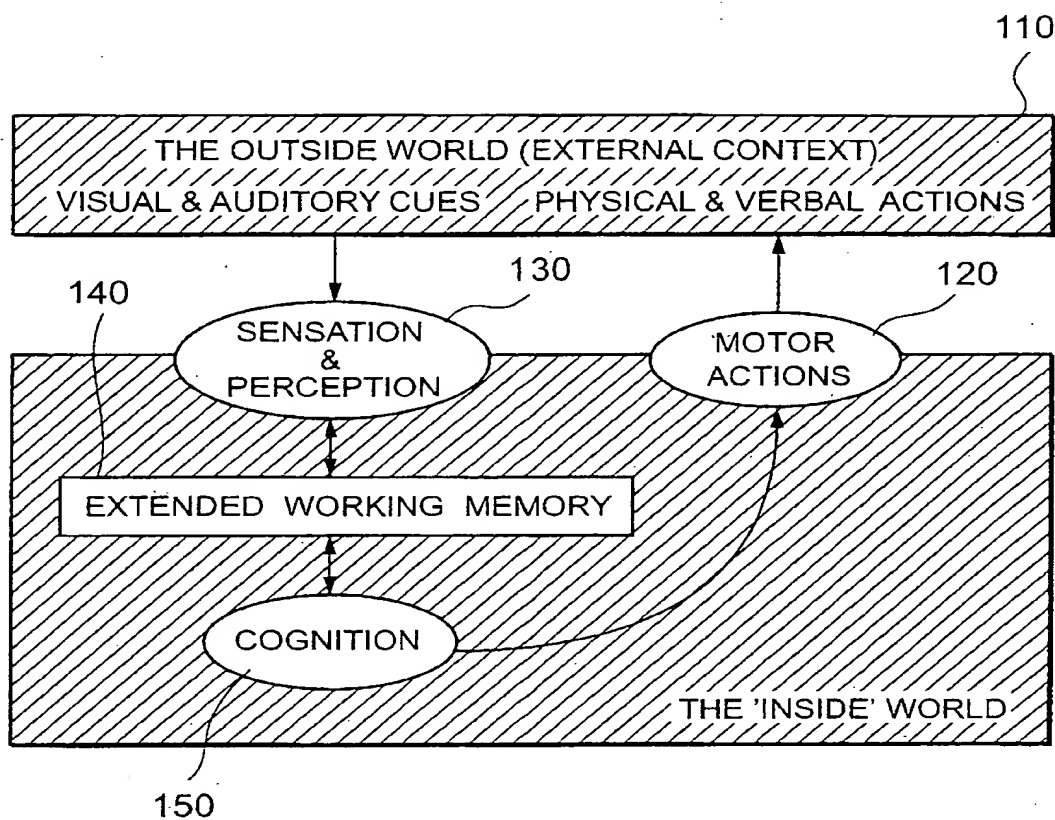 110
THE OUTSIDE WORLD (EXTERNAL CONTEXT)
VISUAL & AUDITORY CUES PHYSICAL & VERBAL ACTIONS
130
120
140
SENSATION
&
PERCEPTION
MOTOR
ACTIONS
EXTENDED WORKING MEMORY
COGNITION
THE 'INSIDE' WORLD
150